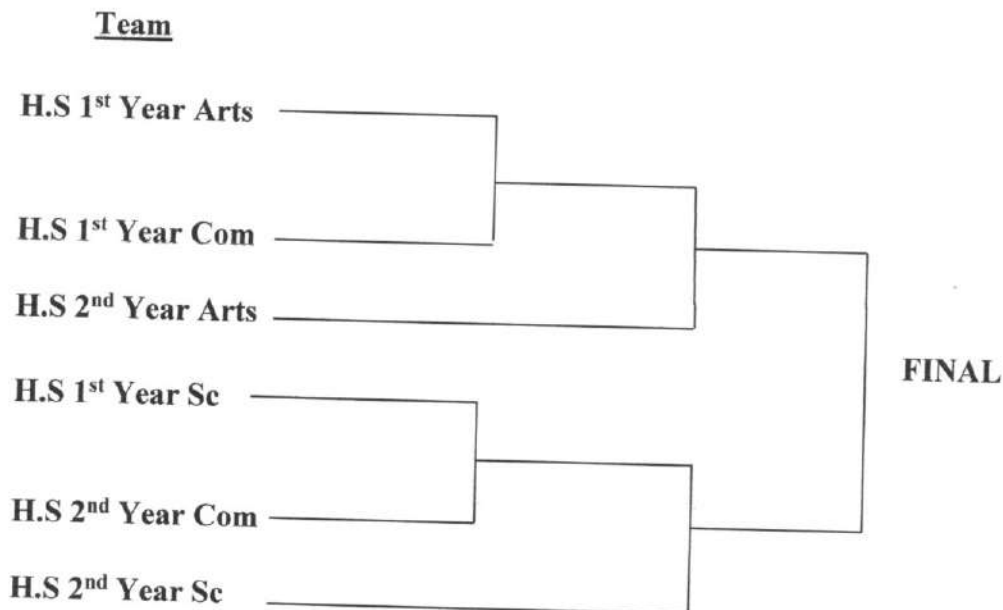 Team
H.S 1st Year Arts
H.S 1st Year Com
H.S 2nd Year Arts
H.S 1st Year Sc
FINAL
H.S 2nd Year Com
H.S 2nd Year Sc